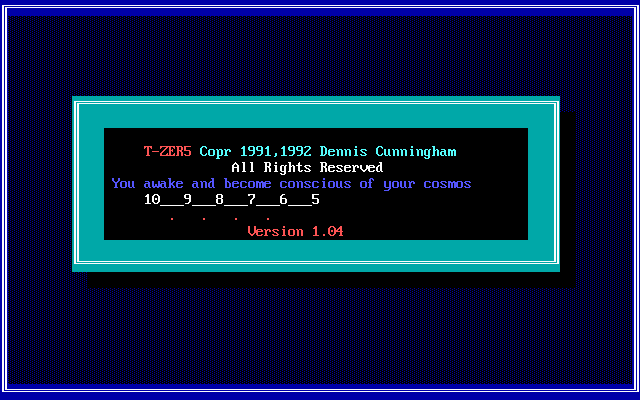 T-ZER5 Copr 1991,1992 Dennis Cunningham
All Rights Reserved
You awake and become conscious of your cosmos
10___9___8___7___6___5
. . . .
Version 1.04